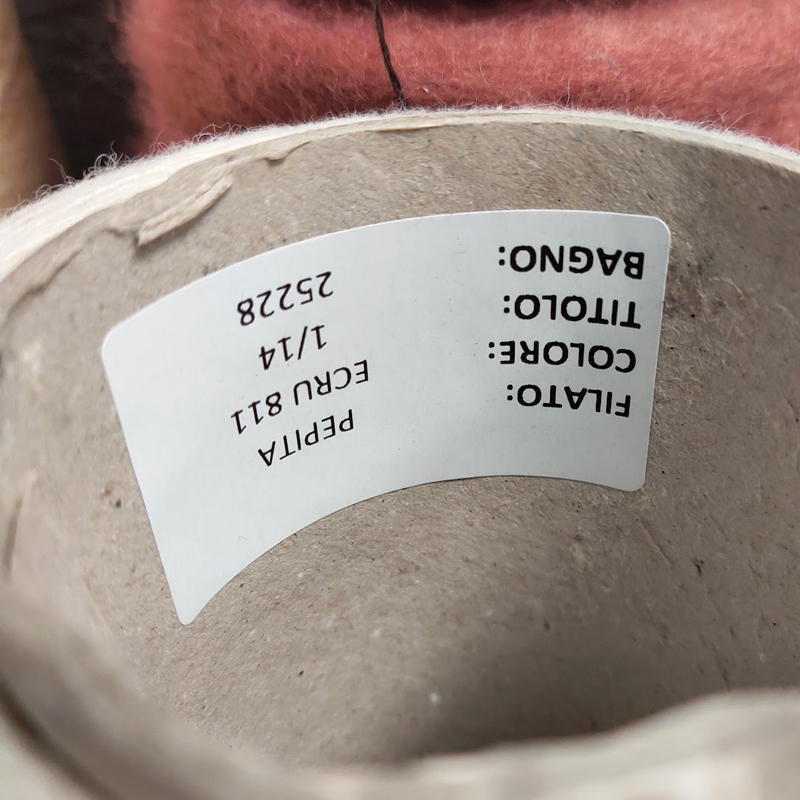 FILATO: PEPITA
COLORE: ECRU 811
TITOLO: 1/14
BAGNO: 25228